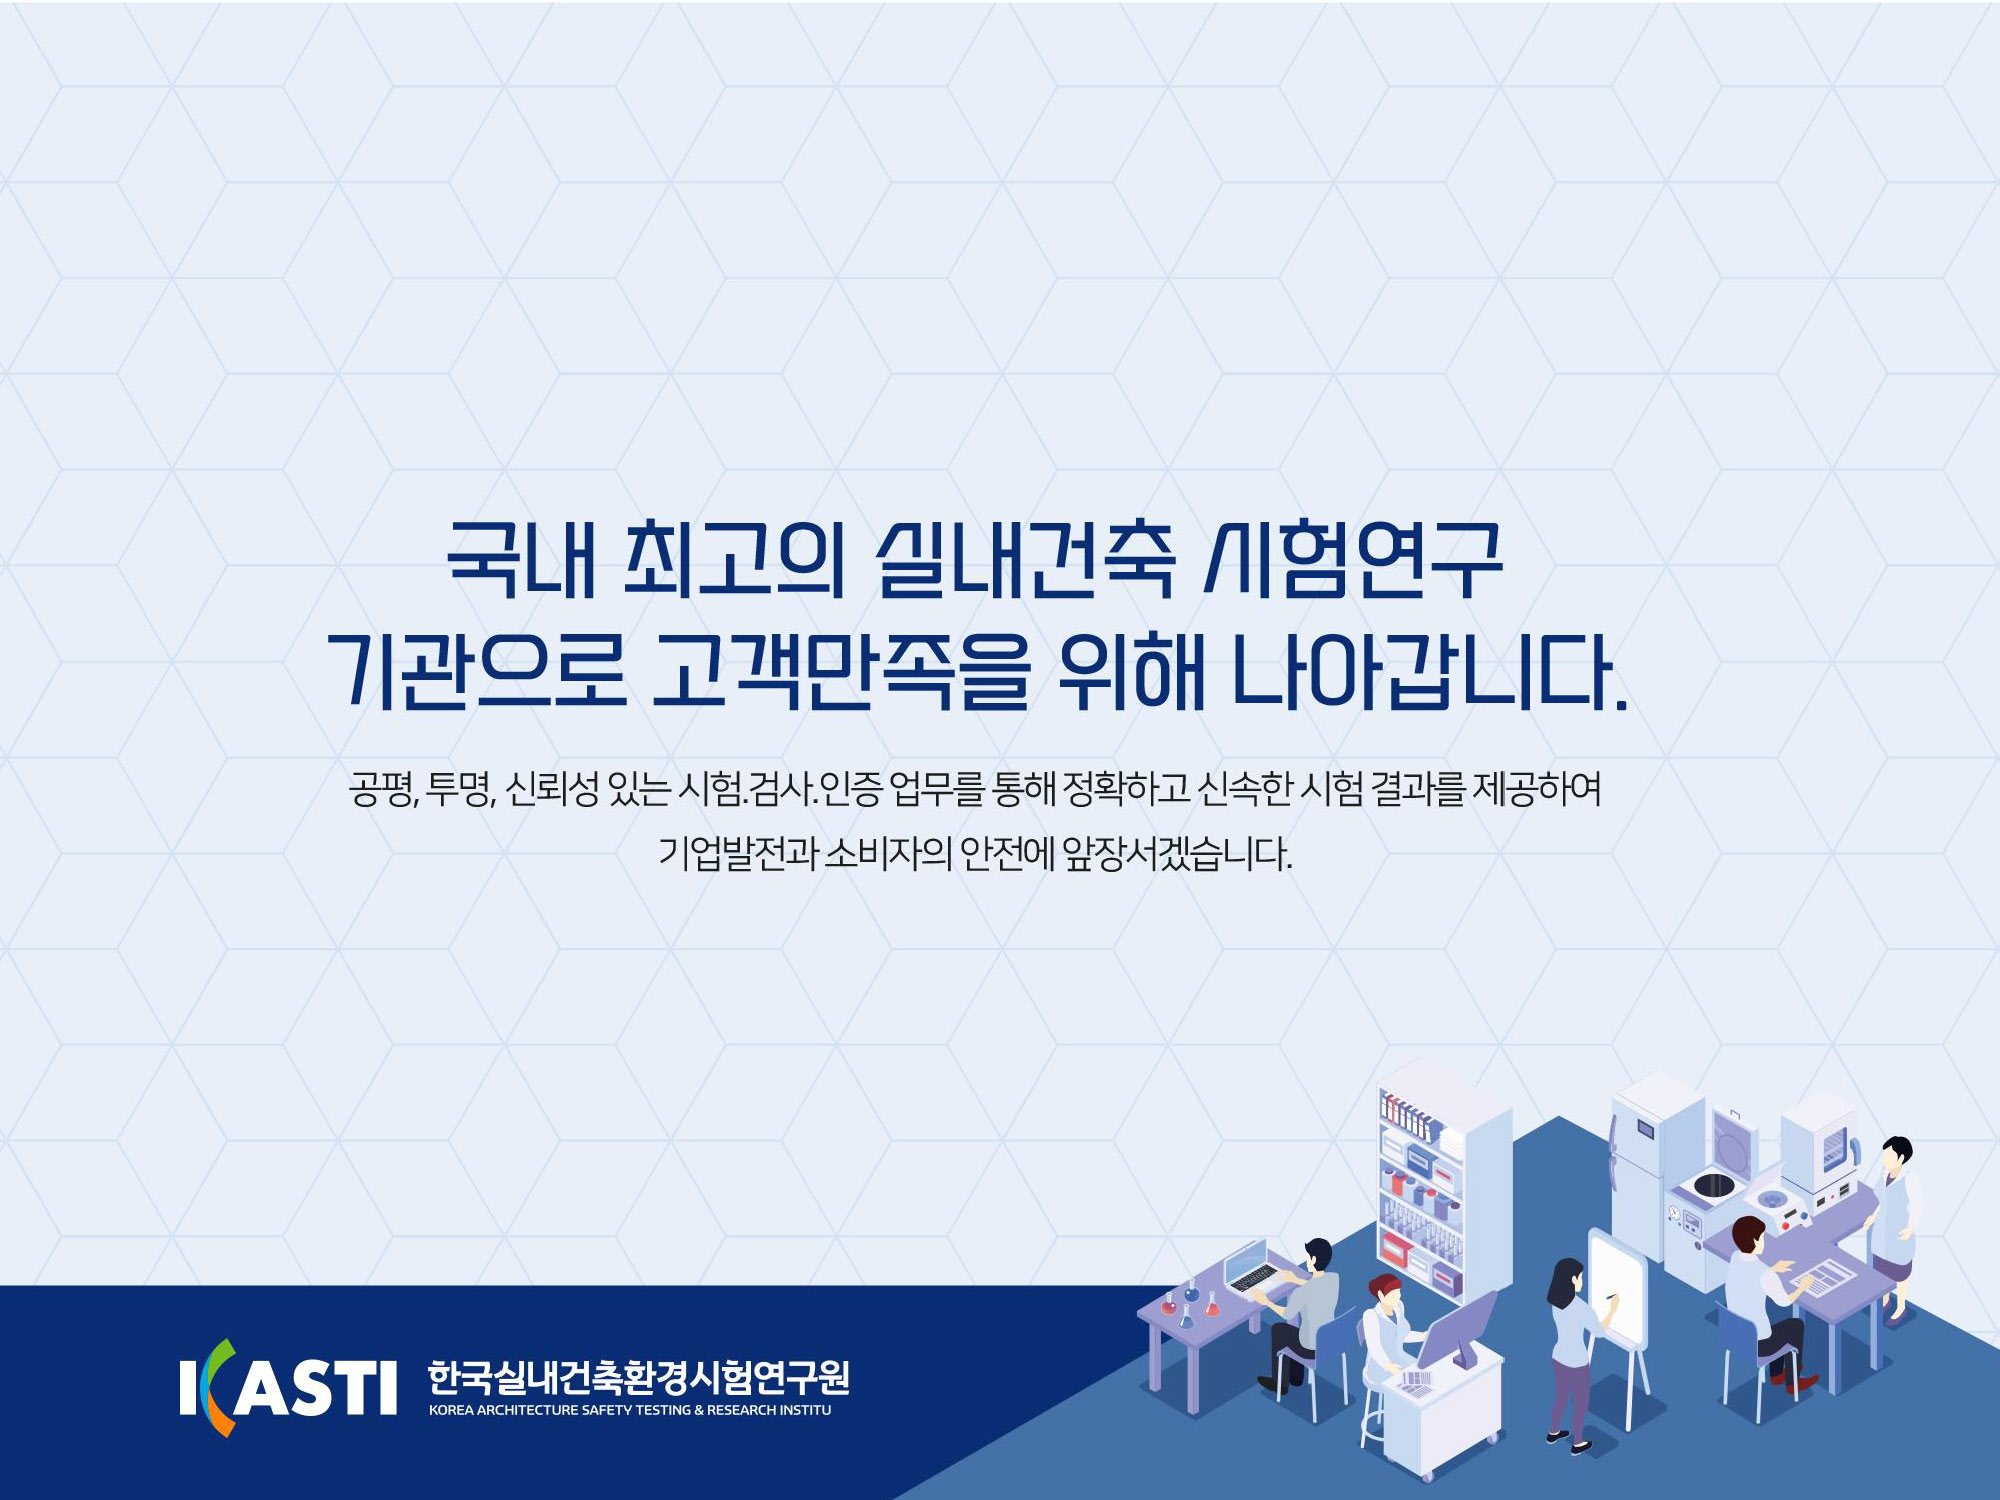 국내 최고의 실내건축 시험연구
기관으로 고객만족을 위해 나아갑니다.
공평, 투명, 신뢰성 있는 시험.검사.인증 업무를 통해 정확하고 신속한 시험 결과를 제공하여
기업발전과 소비자의 안전에 앞장서겠습니다.
KASTI
한국실내건축환경시험연구원
KOREA ARCHITECTURE SAFETY TESTING & RESEARCH INSTITU